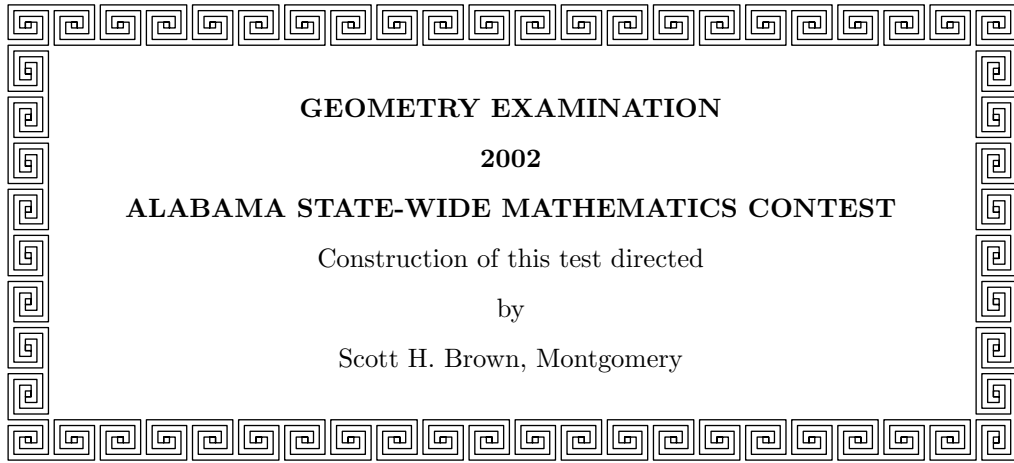 GEOMETRY EXAMINATION
2002
ALABAMA STATE-WIDE MATHEMATICS CONTEST
Construction of this test directed
by
Scott H. Brown, Montgomery